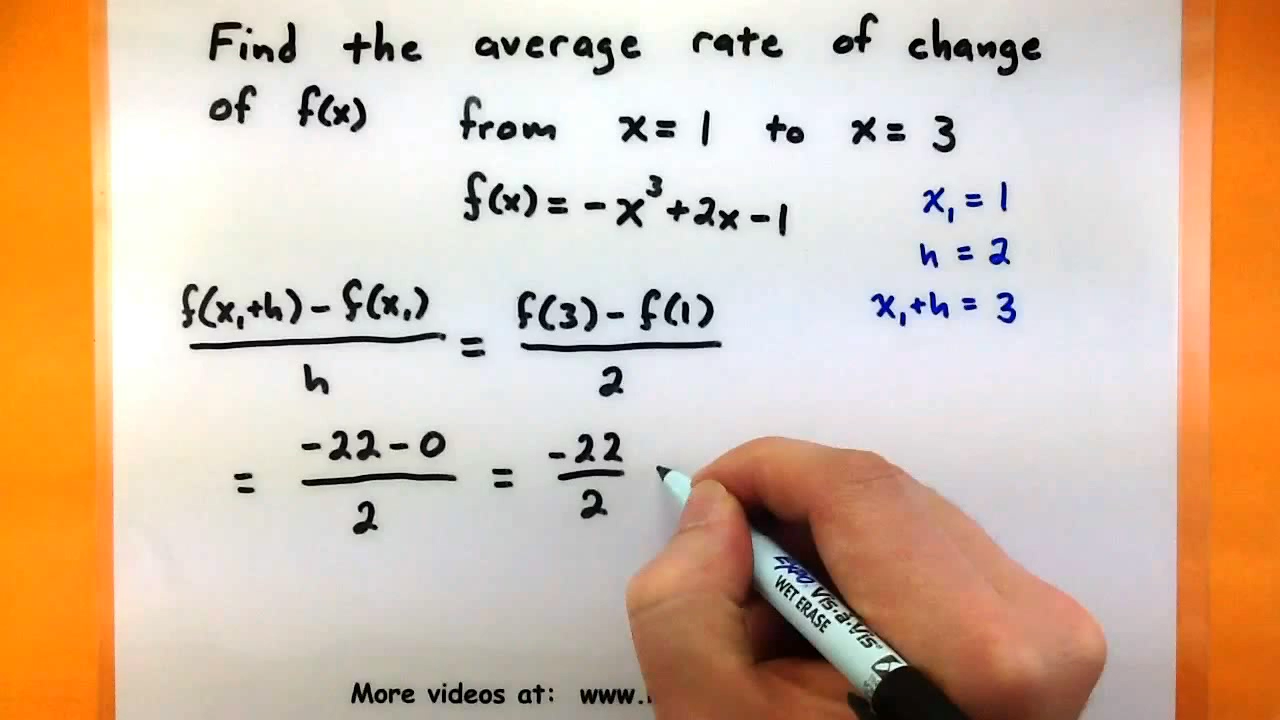 Find the average rate of change
of f(x) from x = 1 to x = 3
f(x) = -x³ + 2x - 1
x₁ = 1
h = 2
x₁ + h = 3
f(x₁+h) - f(x₁) / h = f(3) - f(1) / 2
= -22 - 0 / 2 = -22 / 2
EXPO Vis-à-Vis
WET ERASE
More videos at: www.